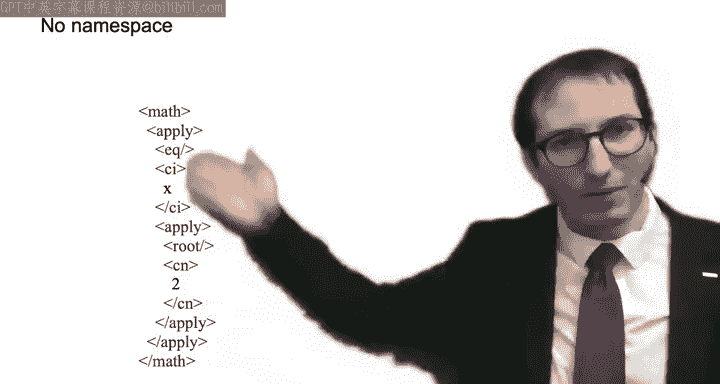 GPT中英字幕课程资源@bilibili.com
No namespace
<math>
<apply>
<eq/>
<ci>
x
</ci>
<apply>
<root/>
<cn>
2
</cn>
</apply>
</apply>
</math>